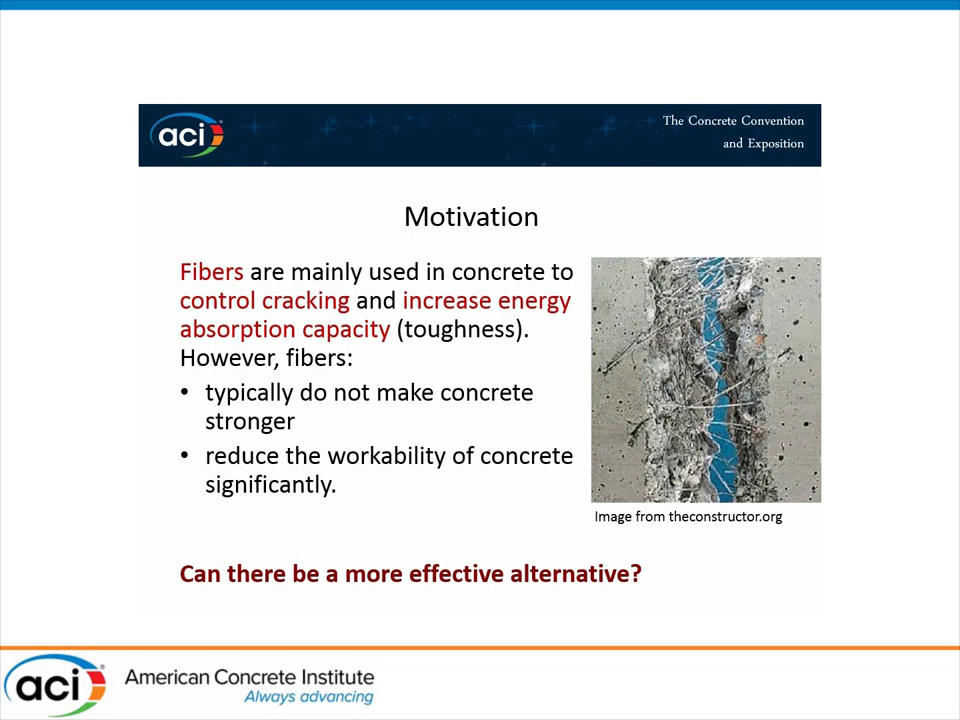 aci
The Concrete Convention
and Exposition
Motivation
Fibers are mainly used in concrete to
control cracking and increase energy
absorption capacity (toughness).
However, fibers:
• typically do not make concrete
stronger
• reduce the workability of concrete
significantly.
Image from theconstructor.org
Can there be a more effective alternative?
aci
American Concrete Institute
Always advancing